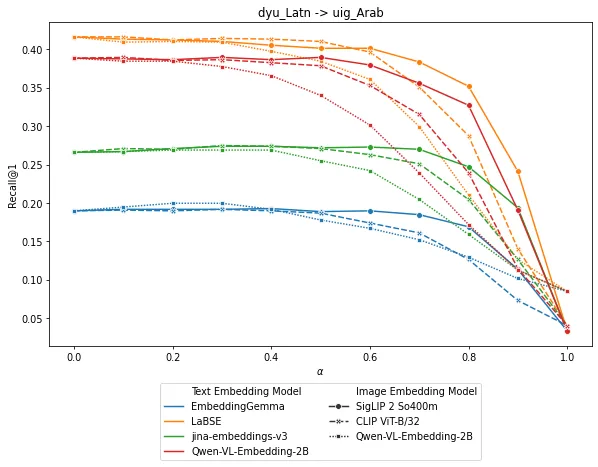 dyu_Latn -> uig_Arab
Recall@1
0.40
0.35
0.30
0.25
0.20
0.15
0.10
0.05
0.0
0.2
0.4
0.6
0.8
1.0
α
Text Embedding Model
EmbeddingGemma
LaBSE
jina-embeddings-v3
Qwen-VL-Embedding-2B
Image Embedding Model
SigLIP 2 So400m
CLIP ViT-B/32
Qwen-VL-Embedding-2B